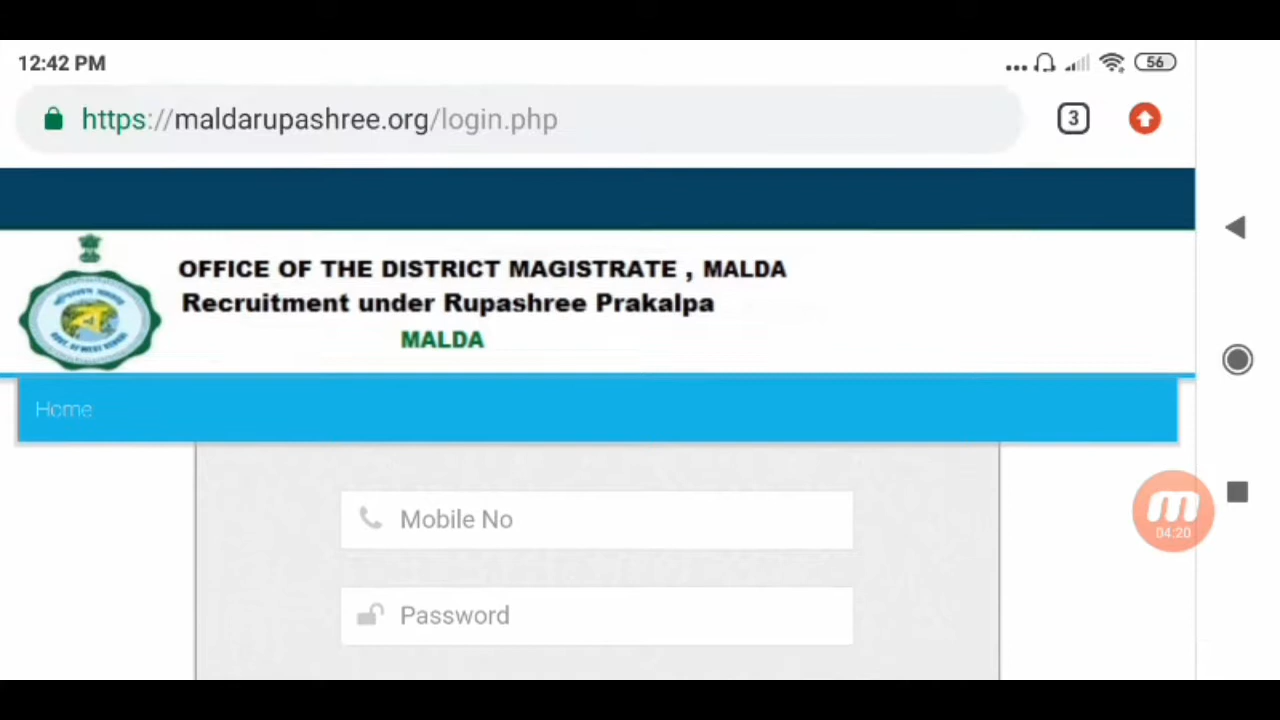 12:42 PM
56
https://maldarupashree.org/login.php
3
OFFICE OF THE DISTRICT MAGISTRATE , MALDA
Recruitment under Rupashree Prakalpa
MALDA
Home
Mobile No
04:20
Password